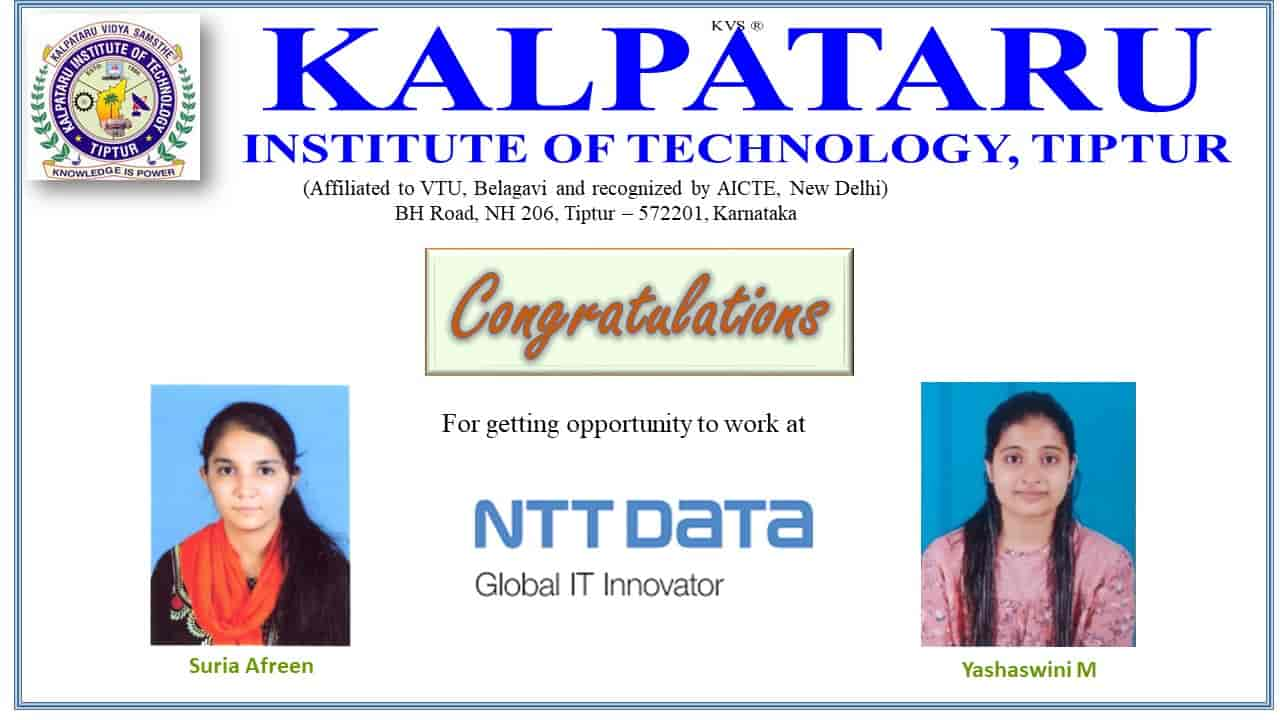 KALPATARU VIDYA SAMSTHE
KALPATARU INSTITUTE OF TECHNOLOGY
TIPTUR
KNOWLEDGE IS POWER
KVS ®
KALPATARU
INSTITUTE OF TECHNOLOGY, TIPTUR
(Affiliated to VTU, Belagavi and recognized by AICTE, New Delhi)
BH Road, NH 206, Tiptur – 572201, Karnataka
Congratulations
For getting opportunity to work at
NTT DATA
Global IT Innovator
Suria Afreen
Yashaswini M